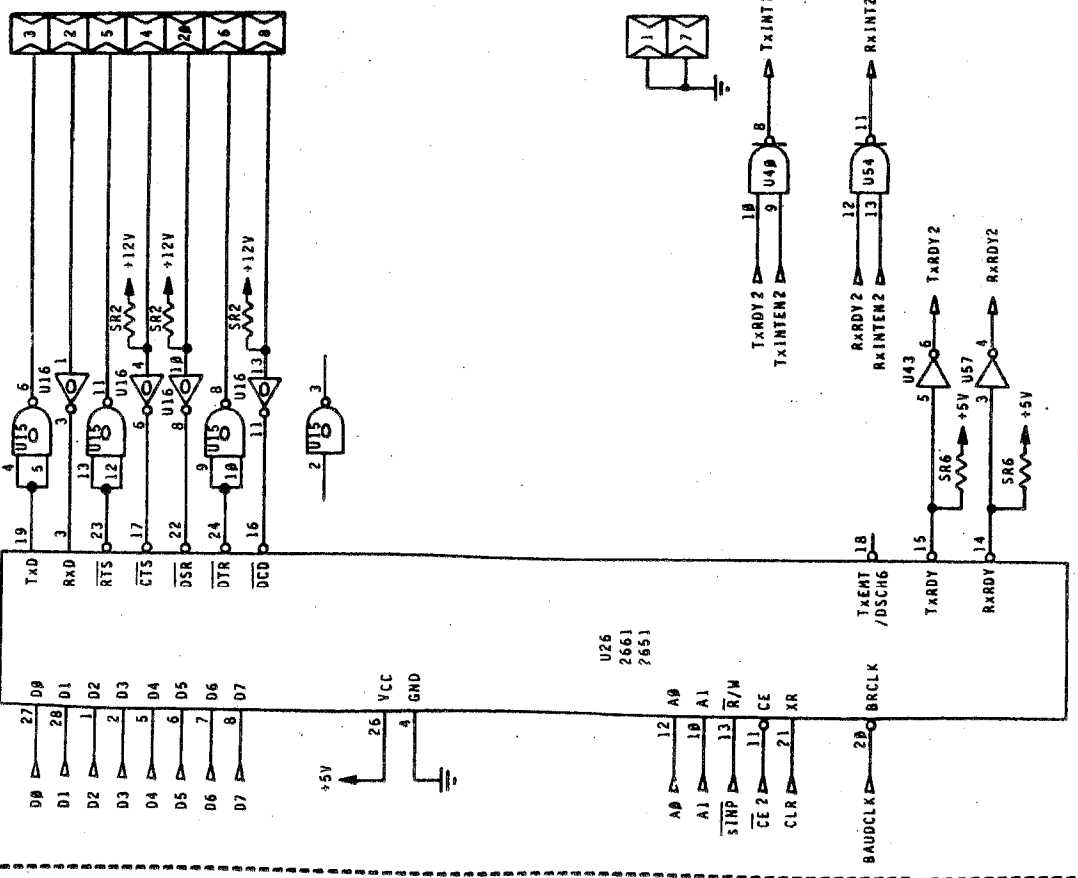 3 2 5 4 20 6 8
1 7
TxINT
RxINT2
8
11
U40
U54
10 9
12 13
TxRDY2
TxINTEN2
RxRDY2
RxINTEN2
+12V
+12V
+12V
SR2
SR2
SR2
6 U16 1 11 U16 4 U16 10 8 U16 13
U15 3 U15 6 8 U15 11
4 5 13 12 9 10
U15 3
2
TxRDY2
RxRDY2
U43 6
U57 4
5 3
+5V
+5V
SR6
SR6
19 3 23 17 22 24 16
TxD
RxD
RTS
CTS
DSR
DTR
DCD
18 15 14
TxEMT
/DSCH6
TxRDY
RxRDY
U26
2661
2651
DØ D1 D2 D3 D4 D5 D6 D7
27 28 1 2 5 6 7 8
DØ D1 D2 D3 D4 D5 D6 D7
VCC
GND
26 4
+5V
AØ A1 R/W CE XR BRCLK
12 10 13 11 21 20
AØ
A1
sINP
CE2
CLR
BAUDCLK